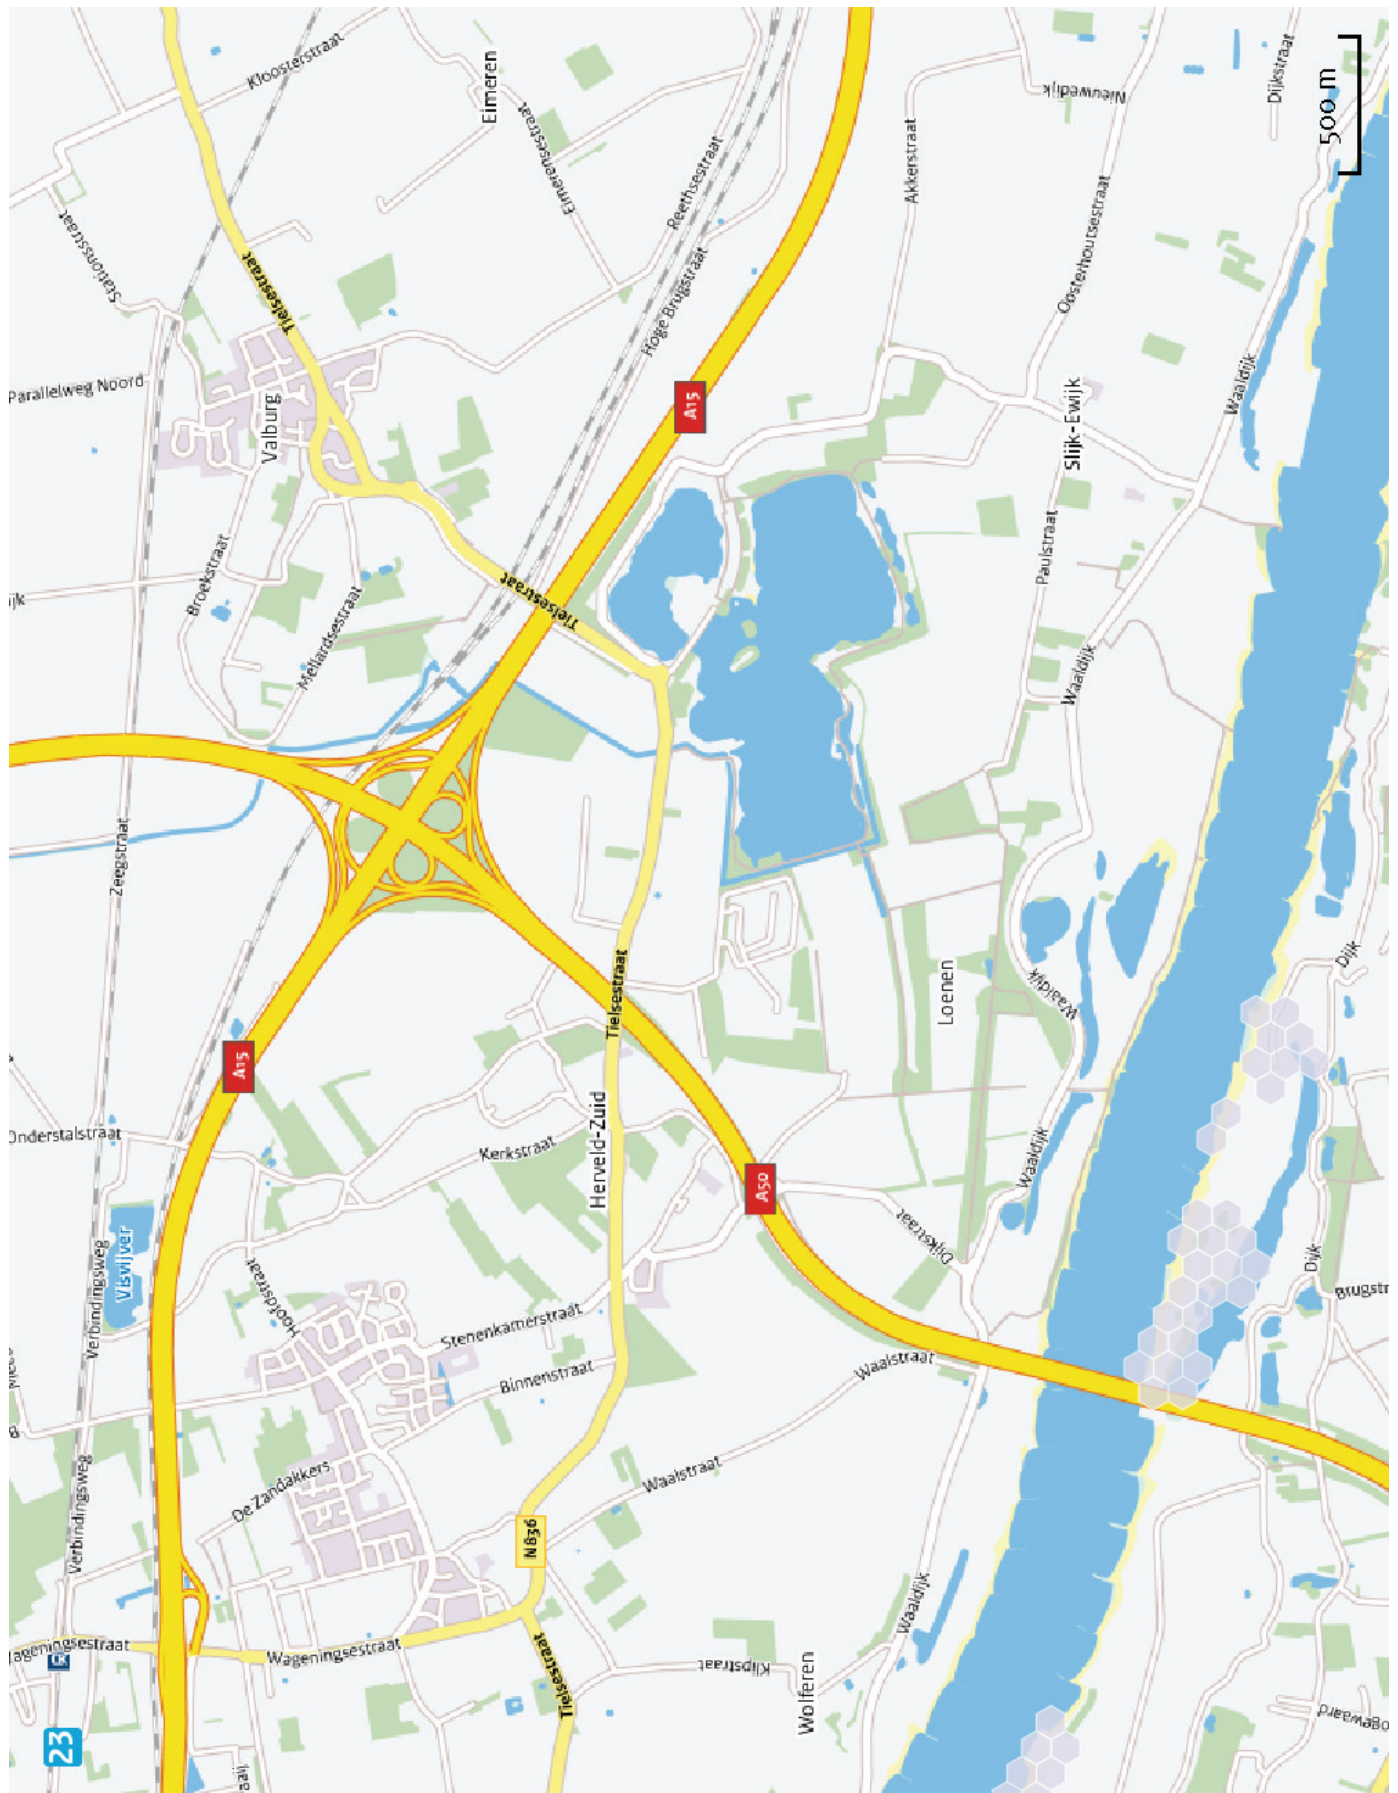 23
Wageningsestraat
Verbindingsweg
Verbindingsweg
Visvijver
Onderstalstraat
Zeegstraat
Parallelweg Noord
Stationsstraat
Kloosterstraat
Wageningsestraat
De Zandakkers
Hoofdstraat
A15
Mellardsestraat
Broekstraat
Valburg
Tielsestraat
Eimeren
Eimerensestraat
Tielsestraat
N836
Binnenstraat
Stenenkamerstraat
Kerkstraat
Herveld-Zuid
Tielsestraat
Tielsestraat
Hoge Brugstraat
Reethsestraat
A15
Waalstraat
A50
Wolferen
Klipstraat
Waaldijk
Waalstraat
Dijkstraat
Loenen
Akkerstraat
Waaldijk
Waaldijk
Waaldijk
Paulstraat
Slijk-Ewijk
Oosterhoutsestraat
Nieuwedijk
Waaldijk
Dijk
Dijk
Dijkstraat
500 m